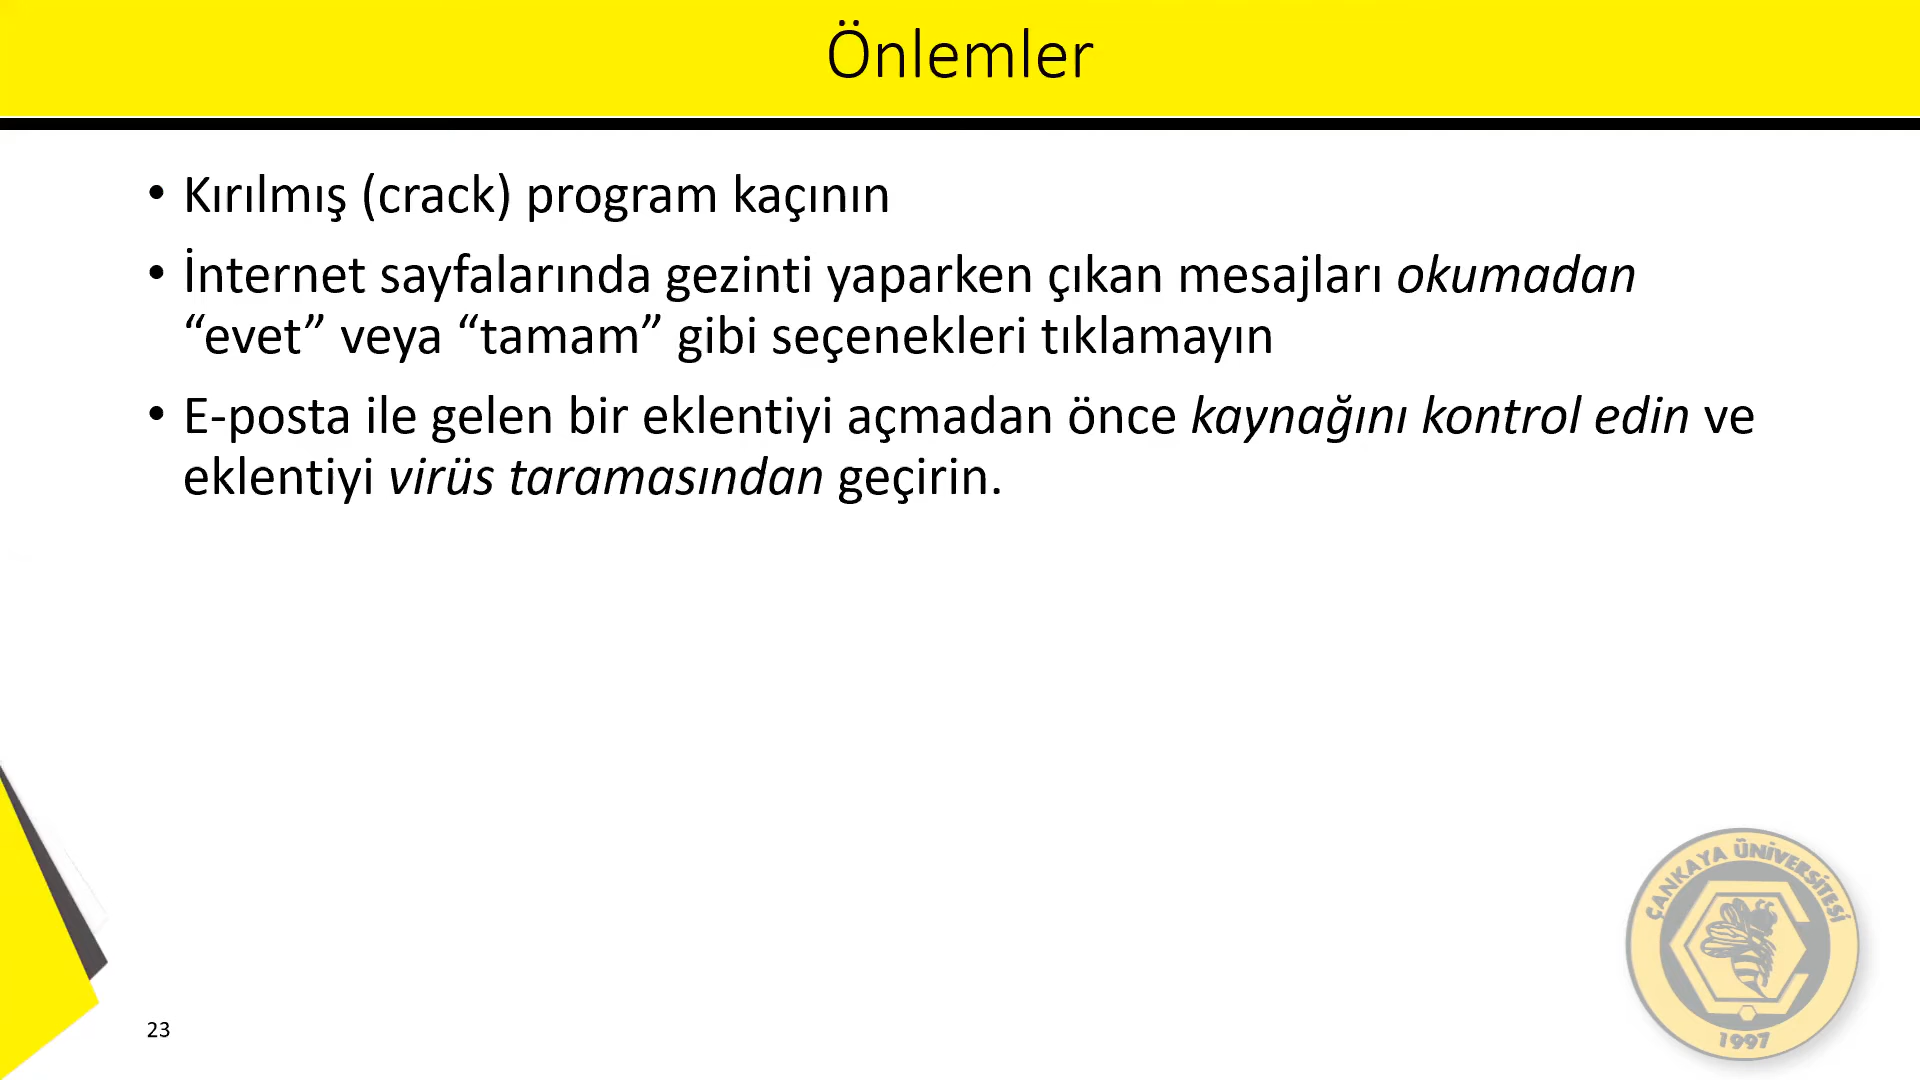 Önlemler
• Kırılmış (crack) program kaçının
• İnternet sayfalarında gezinti yaparken çıkan mesajları okumadan
“evet” veya “tamam” gibi seçenekleri tıklamayın
• E-posta ile gelen bir eklentiyi açmadan önce kaynağını kontrol edin ve
eklentiyi virüs taramasından geçirin.
ÇANKAYA ÜNİVERSİTESİ
1997
23